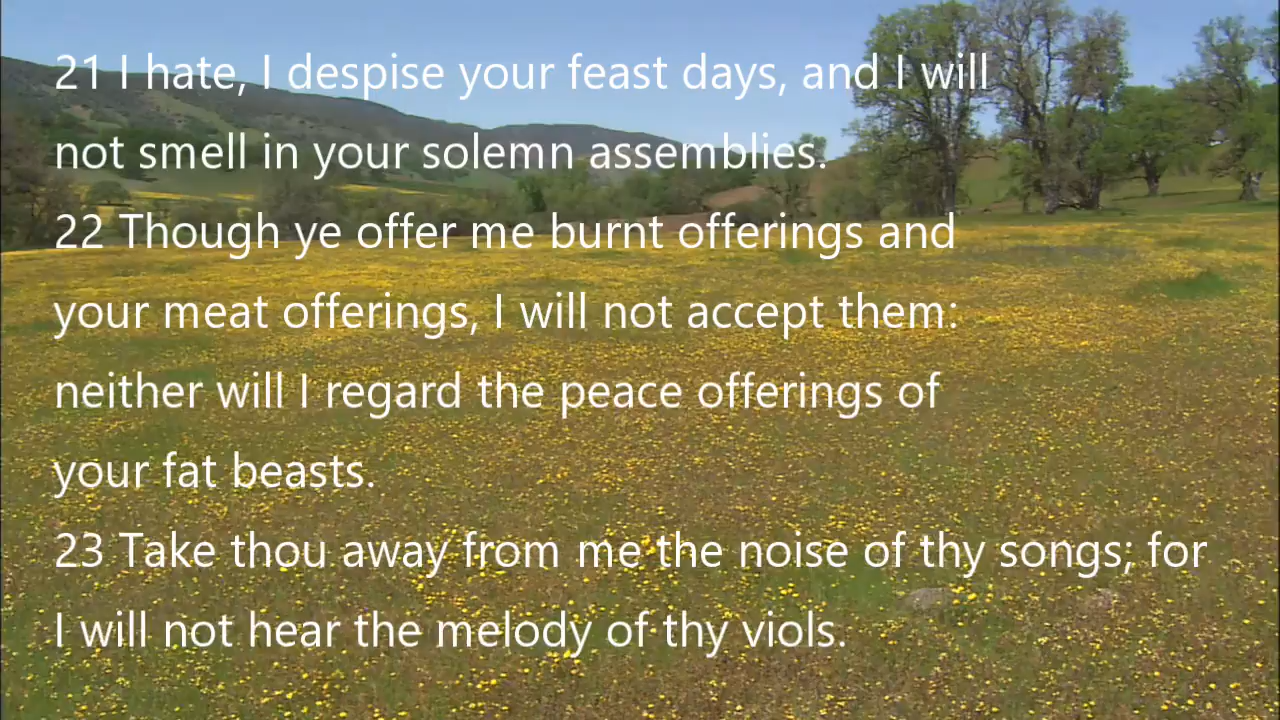 21 I hate, I despise your feast days, and I will
not smell in your solemn assemblies.
22 Though ye offer me burnt offerings and
your meat offerings, I will not accept them:
neither will I regard the peace offerings of
your fat beasts.
23 Take thou away from me the noise of thy songs; for
I will not hear the melody of thy viols.